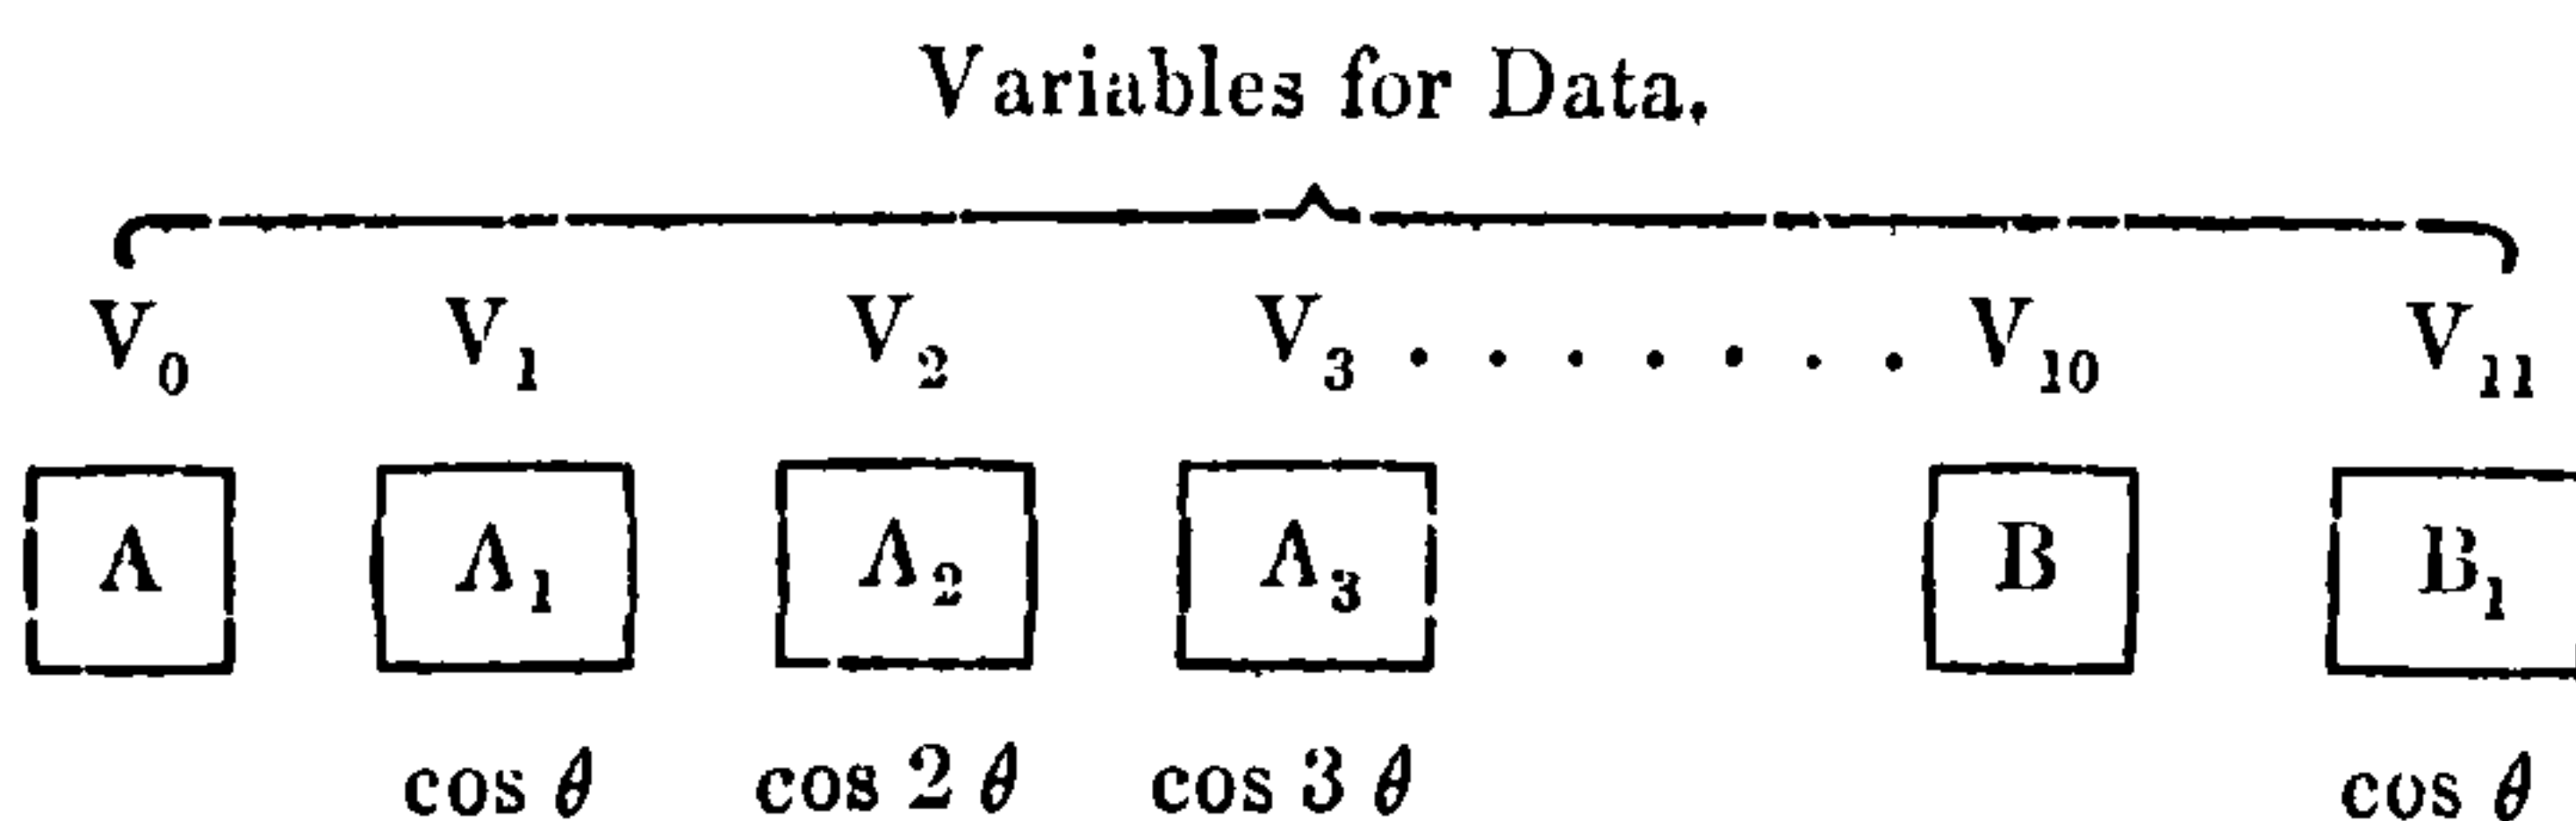 Variables for Data.
V₀ V₁ V₂ V₃ . . . . . . . V₁₀ V₁₁
A A₁ A₂ A₃ B B₁
cos θ cos 2 θ cos 3 θ cos θ